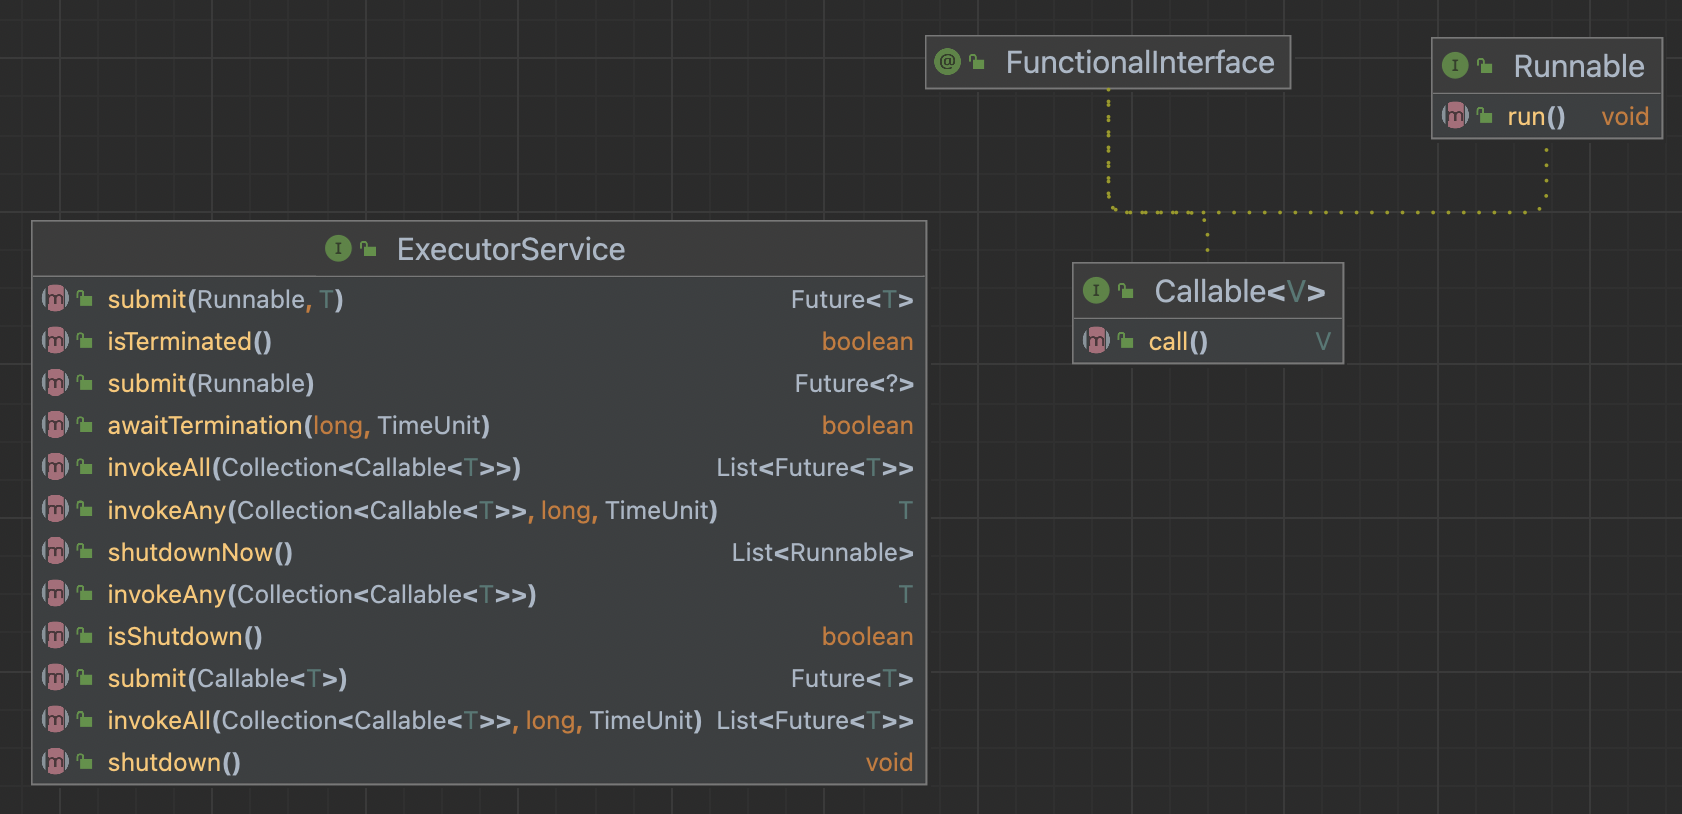 @ FunctionalInterface
I Runnable
m run() void
I ExecutorService
m submit(Runnable, T) Future<T>
m isTerminated() boolean
m submit(Runnable) Future<?>
m awaitTermination(long, TimeUnit) boolean
m invokeAll(Collection<Callable<T>>) List<Future<T>>
m invokeAny(Collection<Callable<T>>, long, TimeUnit) T
m shutdownNow() List<Runnable>
m invokeAny(Collection<Callable<T>>) T
m isShutdown() boolean
m submit(Callable<T>) Future<T>
m invokeAll(Collection<Callable<T>>, long, TimeUnit) List<Future<T>>
m shutdown() void
I Callable<V>
m call() V